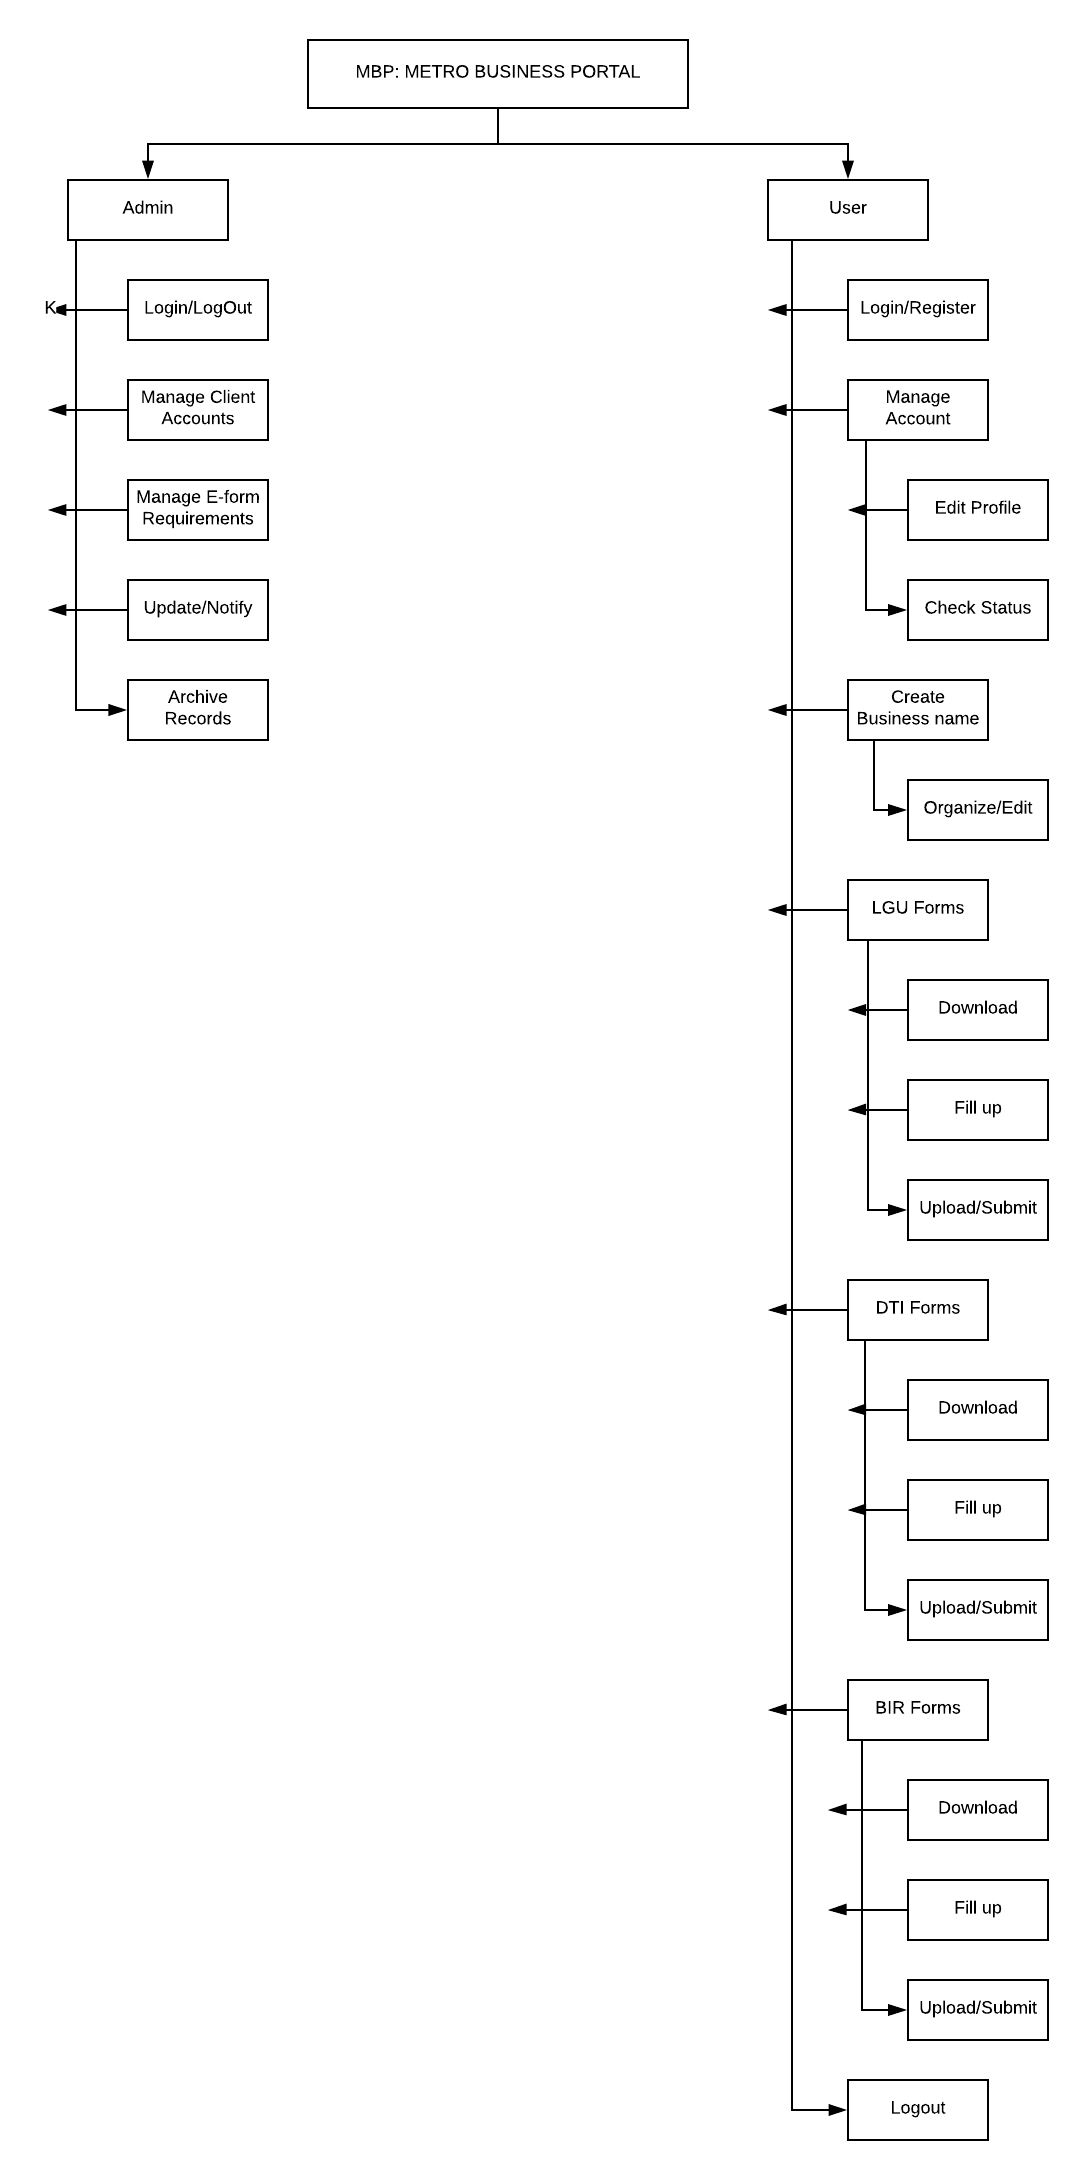 MBP: METRO BUSINESS PORTAL
Admin
K
Login/LogOut
Manage Client
Accounts
Manage E-form
Requirements
Update/Notify
Archive
Records
User
Login/Register
Manage
Account
Edit Profile
Check Status
Create
Business name
Organize/Edit
LGU Forms
Download
Fill up
Upload/Submit
DTI Forms
Download
Fill up
Upload/Submit
BIR Forms
Download
Fill up
Upload/Submit
Logout